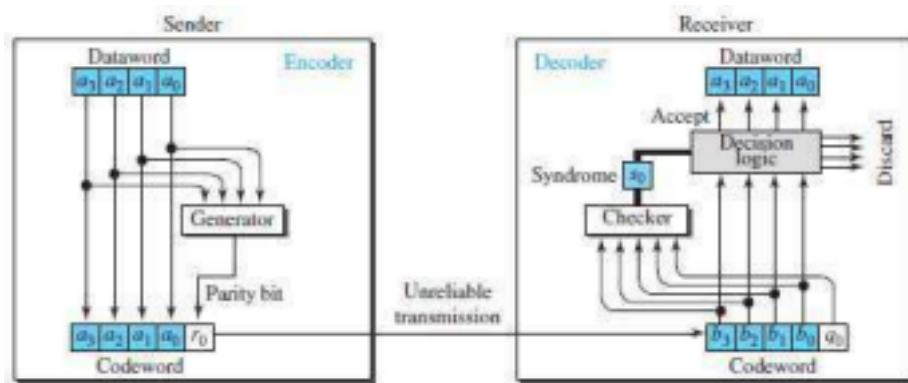 Sender
Receiver
Dataword
Encoder
a3 a2 a1 a0
Generator
Parity bit
a3 a2 a1 a0 r0
Codeword
Unreliable
transmission
Decoder
Dataword
a3 a2 a1 a0
Accept
Decision
logic
Discard
Syndrome
s0
Checker
b3 b2 b1 b0 q0
Codeword